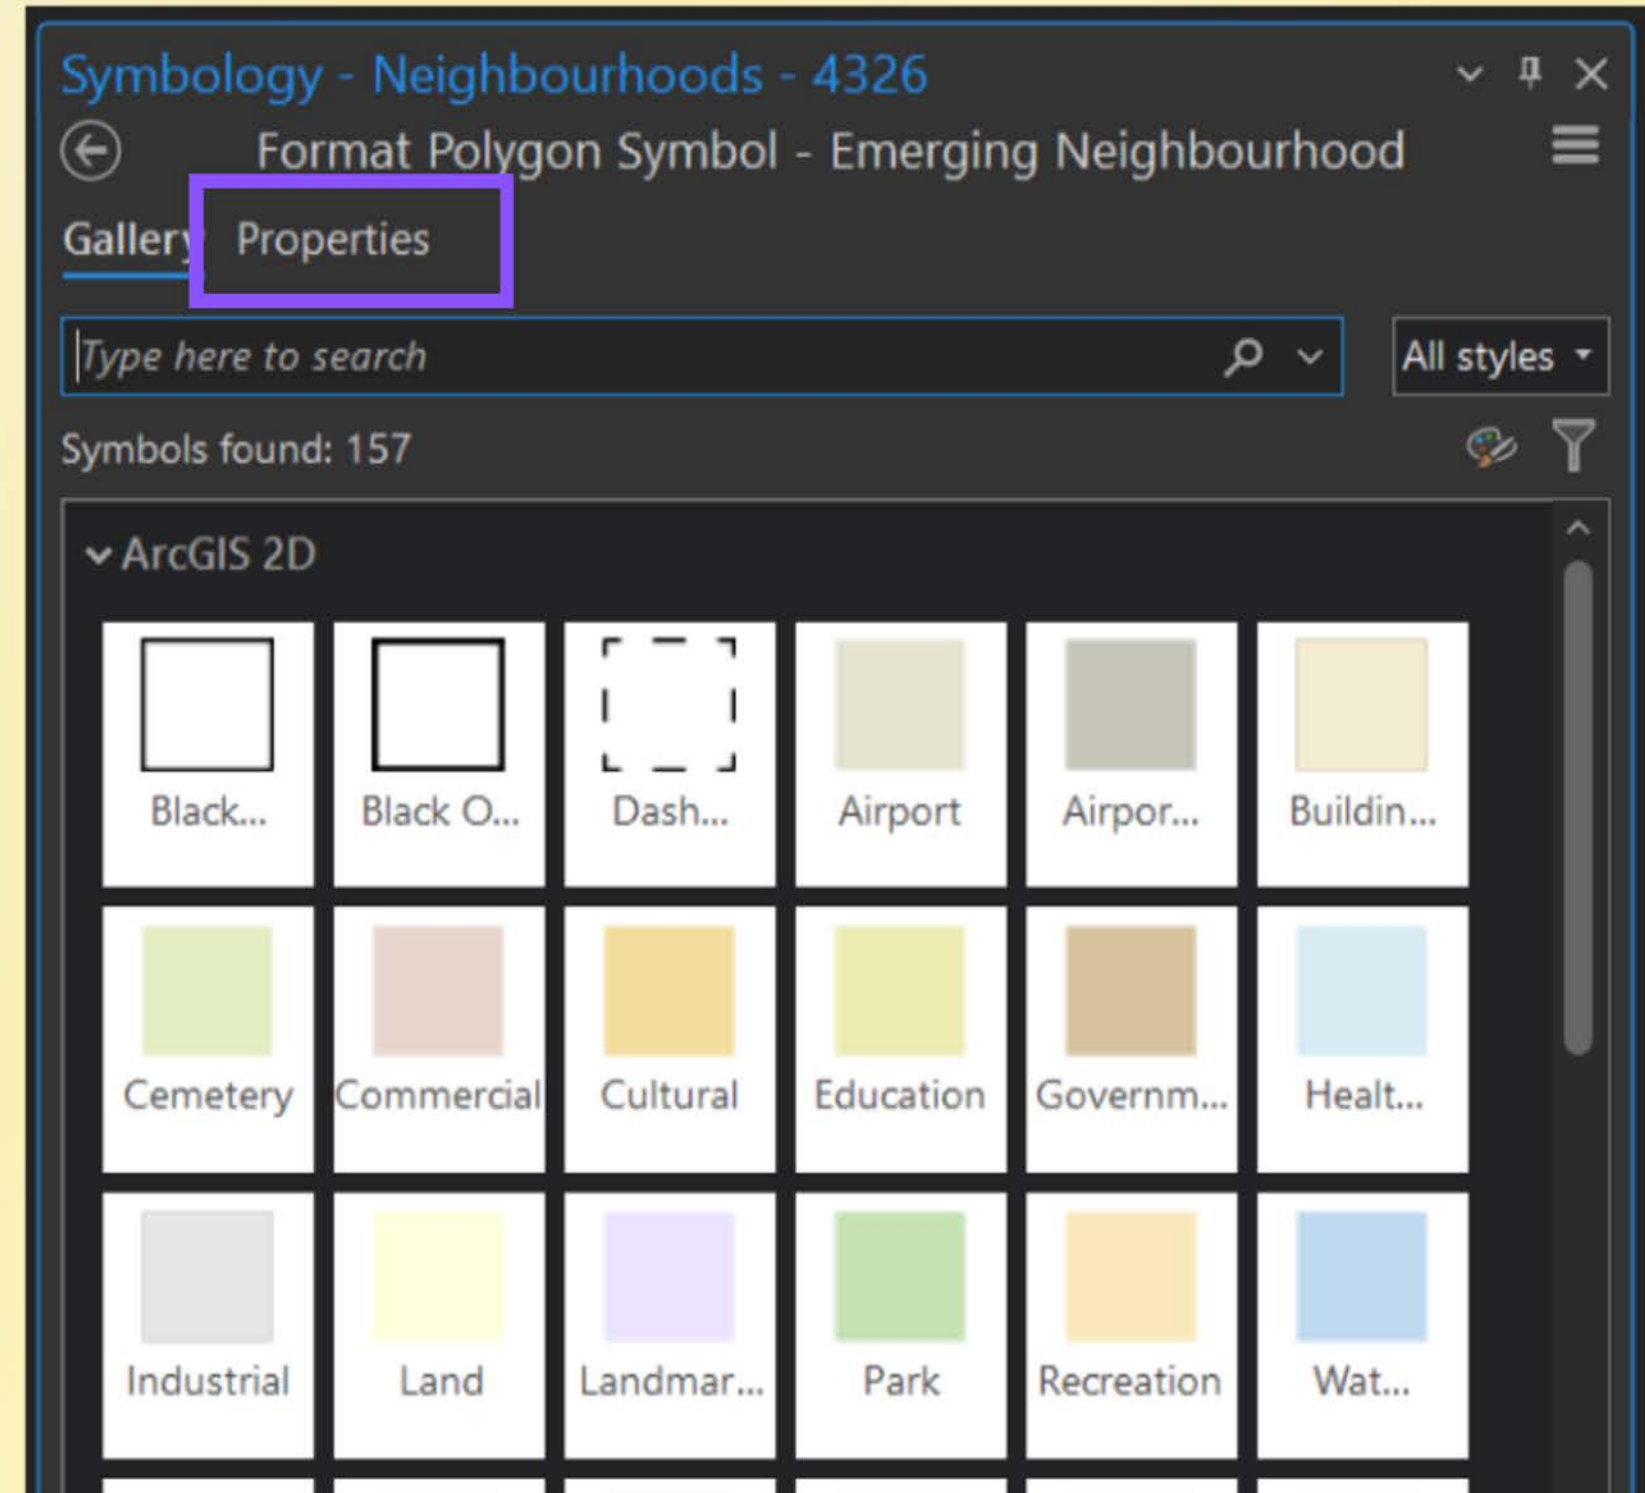 Symbology - Neighbourhoods - 4326
Format Polygon Symbol - Emerging Neighbourhood
Gallery Properties
Type here to search
All styles
Symbols found: 157
ArcGIS 2D
Black... Black O... Dash... Airport Airpor... Buildin...
Cemetery Commercial Cultural Education Governm... Healt...
Industrial Land Landmar... Park Recreation Wat...